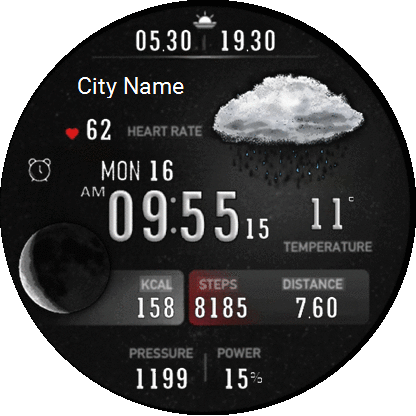 05.30 | 19.30
City Name
62 HEART RATE
MON 16
AM 09:55 15
11°
TEMPERATURE
KCAL STEPS DISTANCE
158 8185 7.60
PRESSURE | POWER
1199 15%